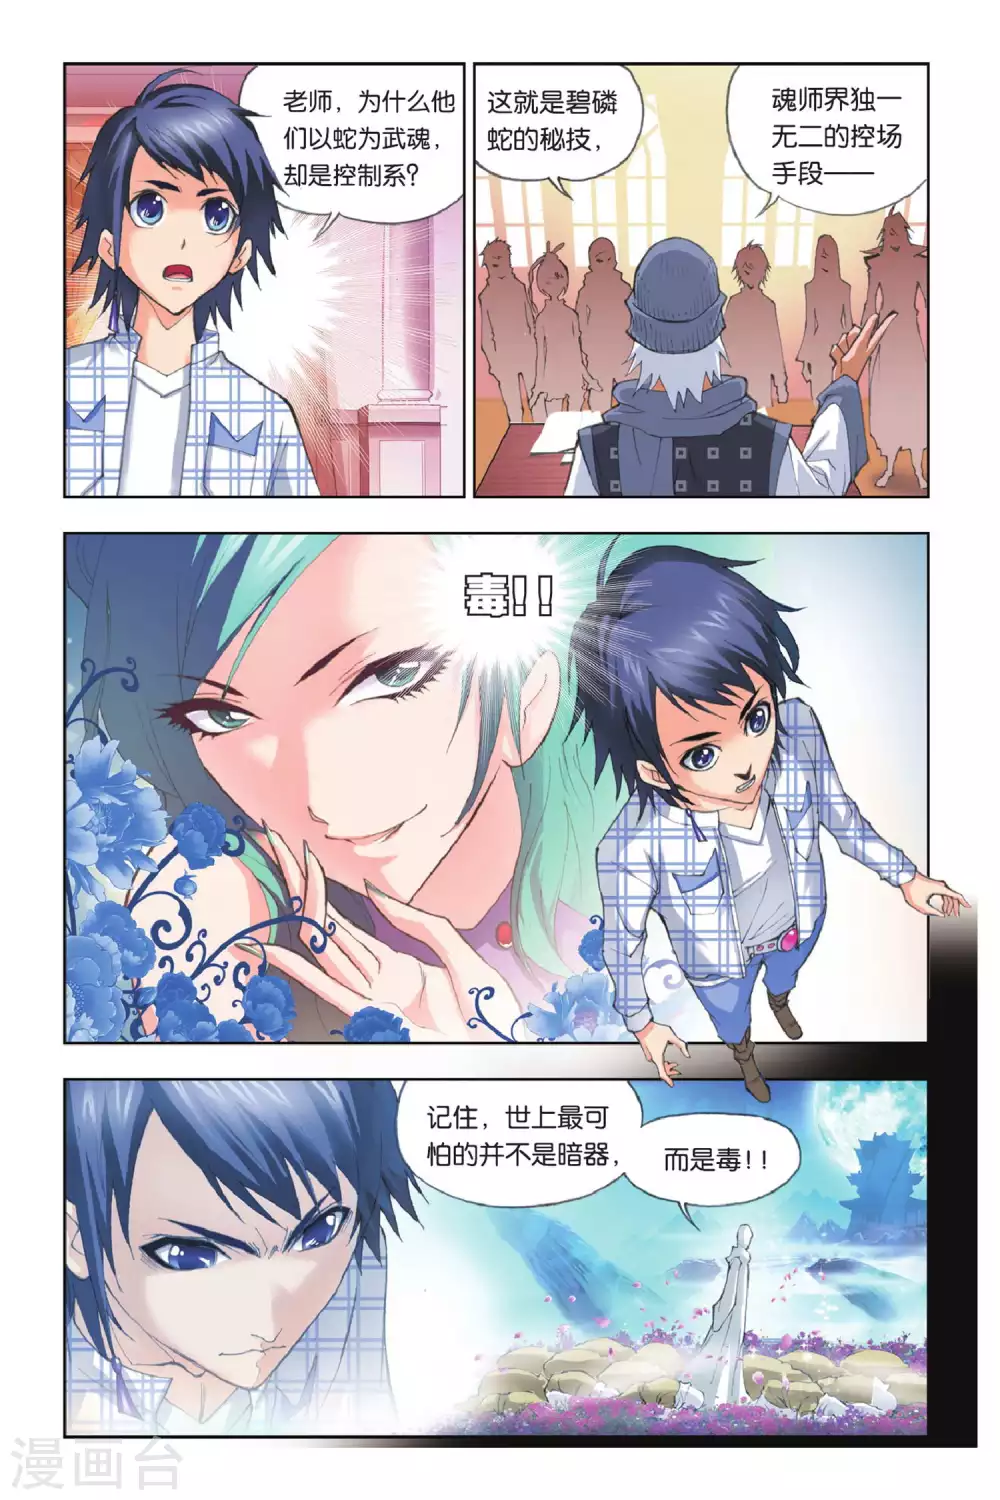 老师，为什么他
们以蛇为武魂，
却是控制系？
这就是碧磷
蛇的秘技，
魂师界独一
无二的控场
手段——
毒！！
记住，世上最可
怕的并不是暗器，
而是毒！！
漫画台